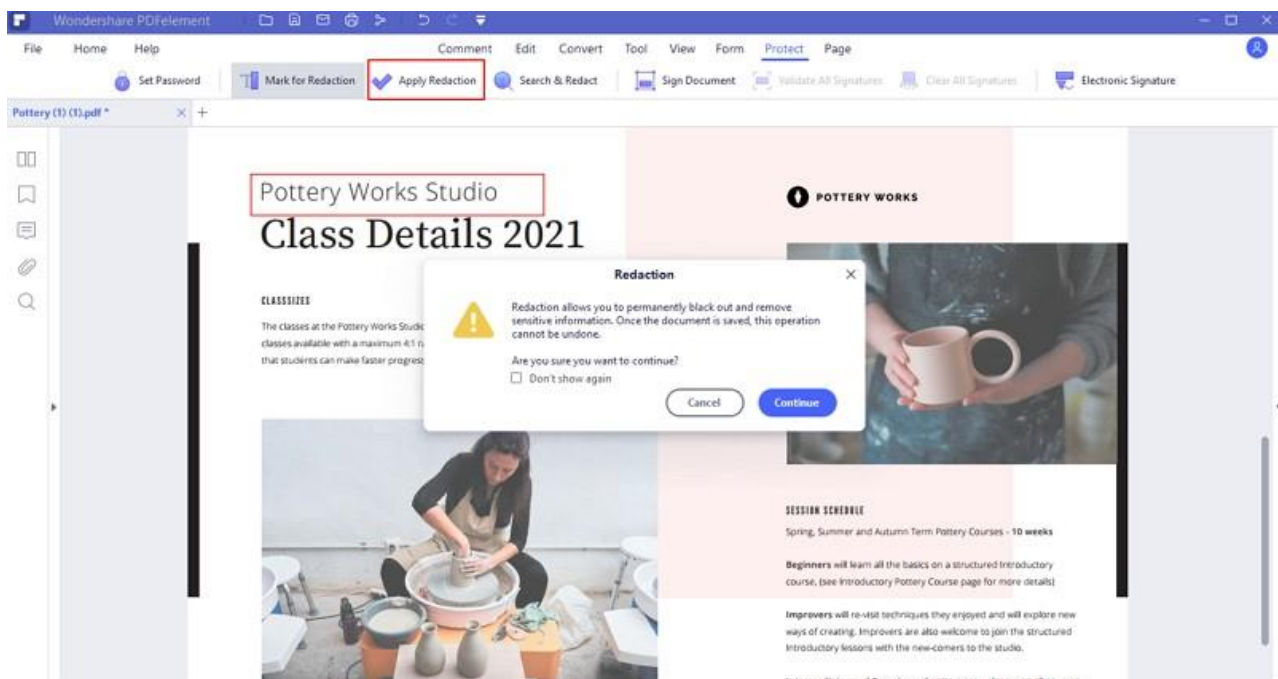 Wondershare PDFelement
File Home Help Comment Edit Convert Tool View Form Protect Page
Set Password Mark for Redaction Apply Redaction Search & Redact Sign Document Validate All Signatures Clear All Signatures Electronic Signature
Pottery (1) (1).pdf * × +
Pottery Works Studio
Class Details 2021
POTTERY WORKS
CLASSSIZES
The classes at the Pottery Works Studio
classes available with a maximum 4:1
that students can make faster progress
Redaction
Redaction allows you to permanently black out and remove
sensitive information. Once the document is saved, this operation
cannot be undone.
Are you sure you want to continue?
Don't show again
Cancel Continue
SESSION SCHEDULE
Spring, Summer and Autumn Term Pottery Courses - 10 weeks
Beginners will learn all the basics on a structured Introductory
course, (see Introductory Pottery Course page for more details)
Improvers will re-visit techniques they enjoyed and will explore new
ways of creating. Improvers are also welcome to join the structured
Introductory lessons with the new-comers to the studio.